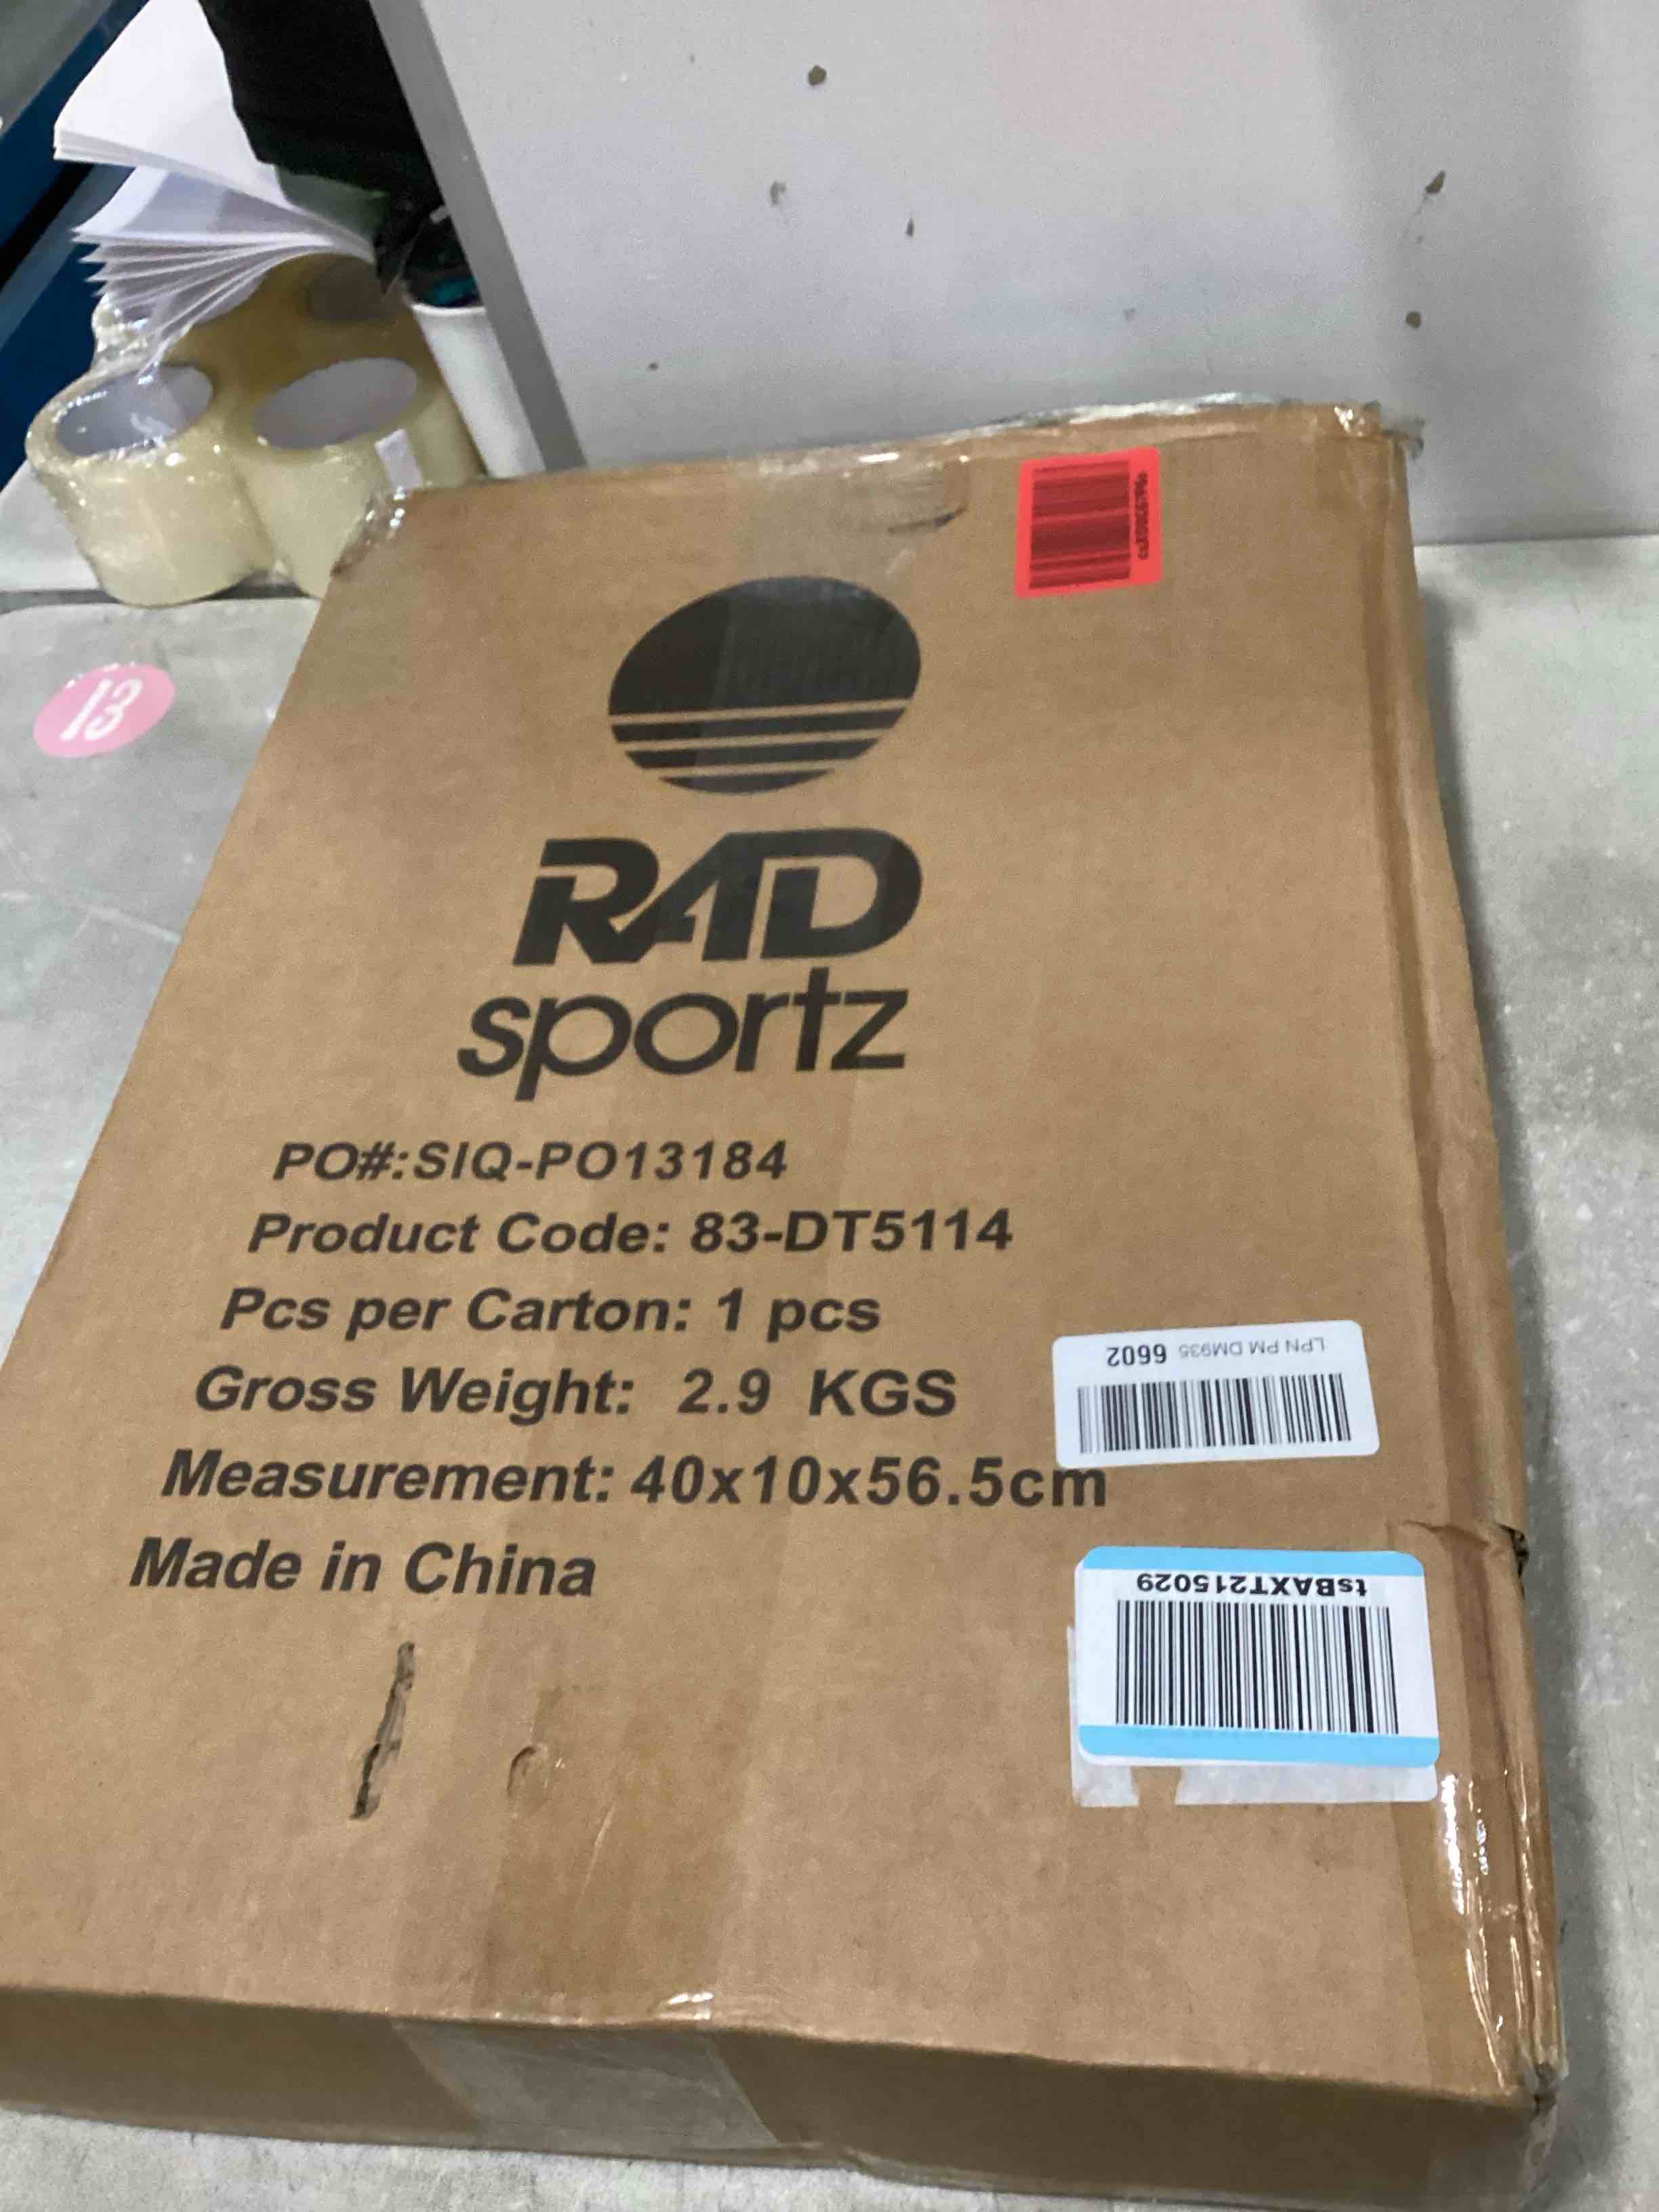 13
RAD
sportz
PO#:SIQ-PO13184
Product Code: 83-DT5114
Pcs per Carton: 1 pcs
Gross Weight: 2.9 KGS
Measurement: 40x10x56.5cm
Made in China
LPN PM DM935 6602
tsBAXT215029